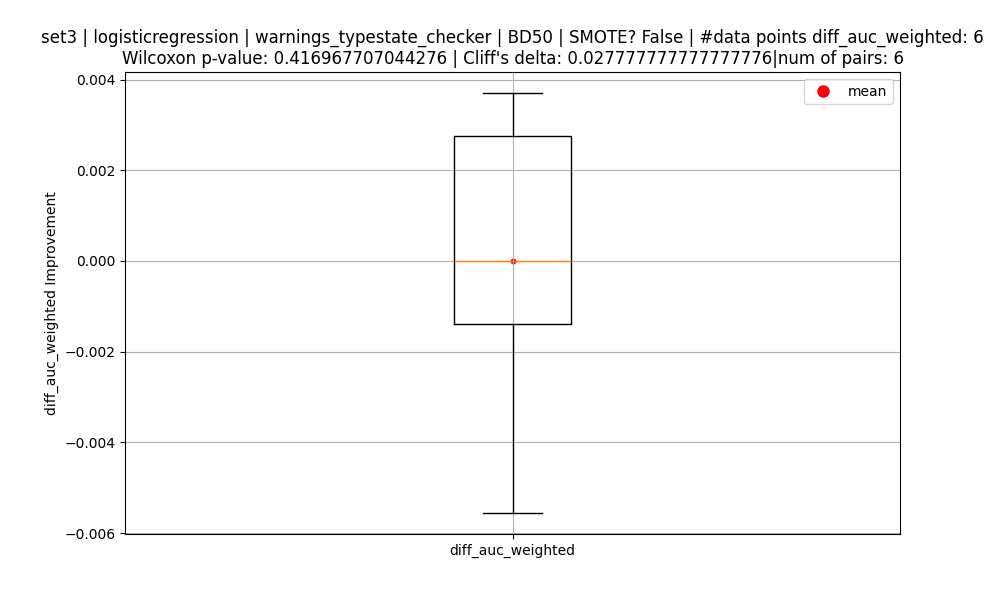 set3 | logisticregression | warnings_typestate_checker | BD50 | SMOTE? False | #data points diff_auc_weighted: 6
Wilcoxon p-value: 0.416967707044276 | Cliff's delta: 0.027777777777777776|num of pairs: 6
mean
0.004
0.002
0.000
−0.002
−0.004
−0.006
diff_auc_weighted Improvement
diff_auc_weighted